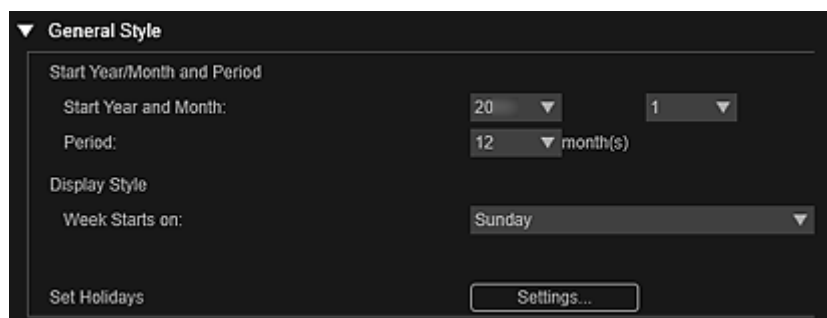 General Style
Start Year/Month and Period
Start Year and Month: 20 1
Period: 12 month(s)
Display Style
Week Starts on: Sunday
Set Holidays Settings...